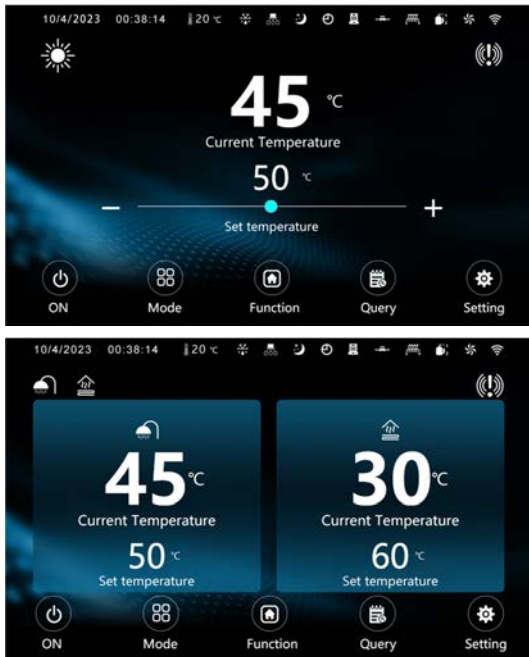 10/4/2023 00:38:14 20 ℃
45 ℃
Current Temperature
50 ℃
Set temperature
ON Mode Function Query Setting
10/4/2023 00:38:14 20 ℃
45 ℃ 30 ℃
Current Temperature Current Temperature
50 ℃ 60 ℃
Set temperature Set temperature
ON Mode Function Query Setting